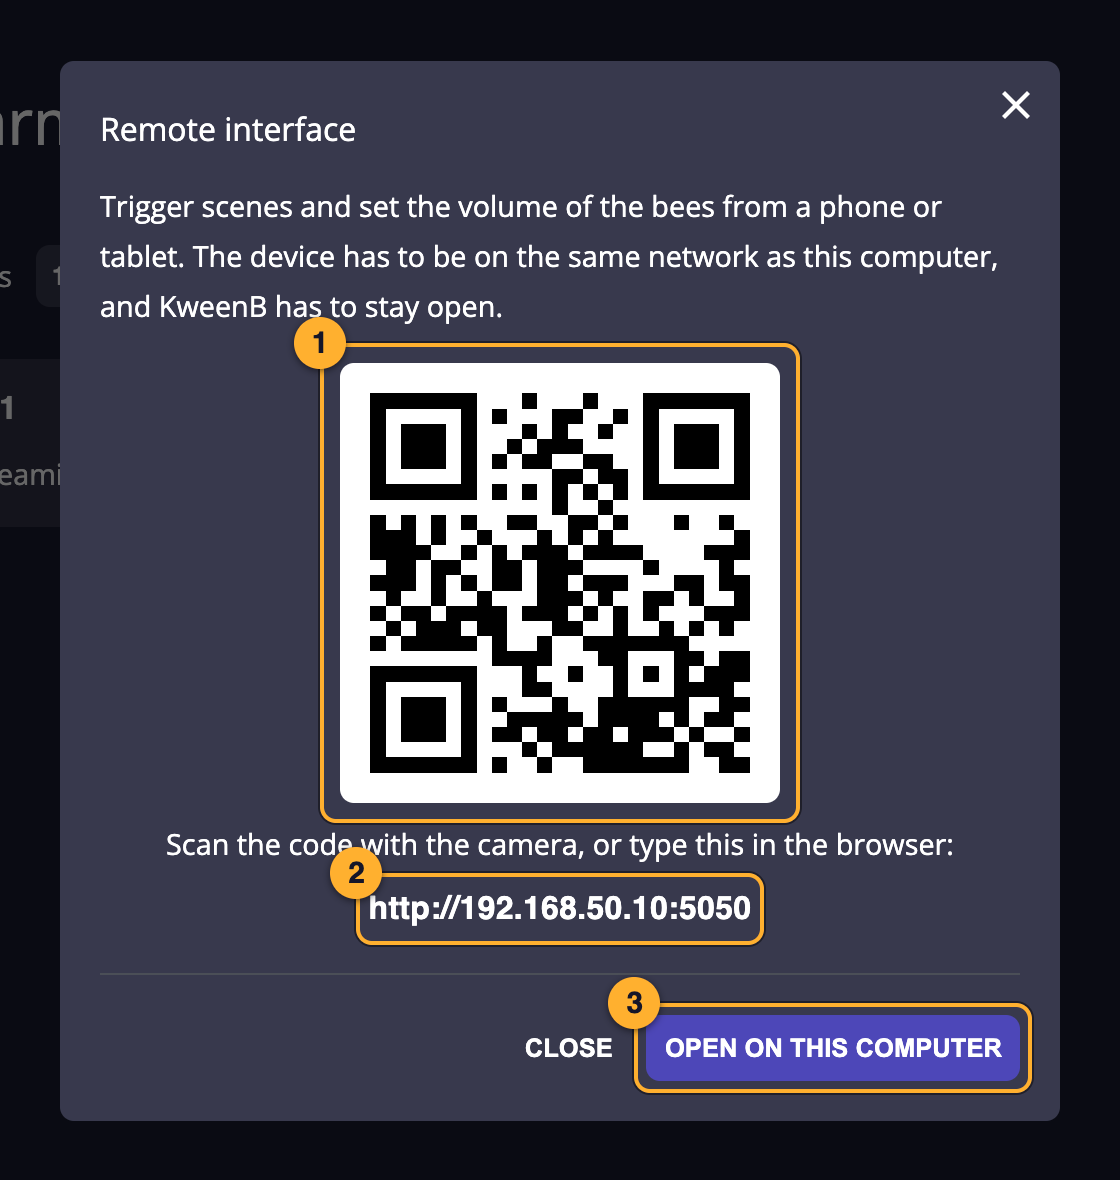 Remote interface
Trigger scenes and set the volume of the bees from a phone or
tablet. The device has to be on the same network as this computer,
and KweenB has to stay open.
1
Scan the code with the camera, or type this in the browser:
2
http://192.168.50.10:5050
3
CLOSE
OPEN ON THIS COMPUTER